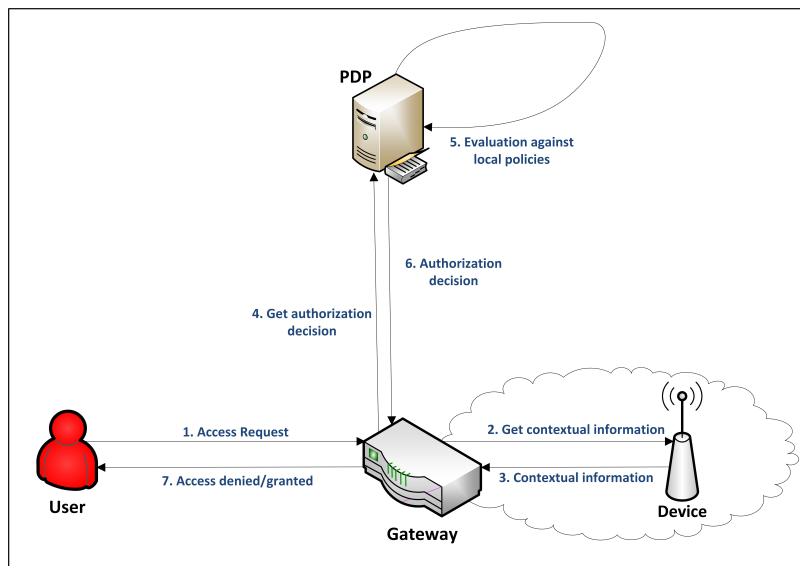 PDP
5. Evaluation against
local policies
6. Authorization
decision
4. Get authorization
decision
1. Access Request
2. Get contextual information
7. Access denied/granted
3. Contextual information
User
Gateway
Device